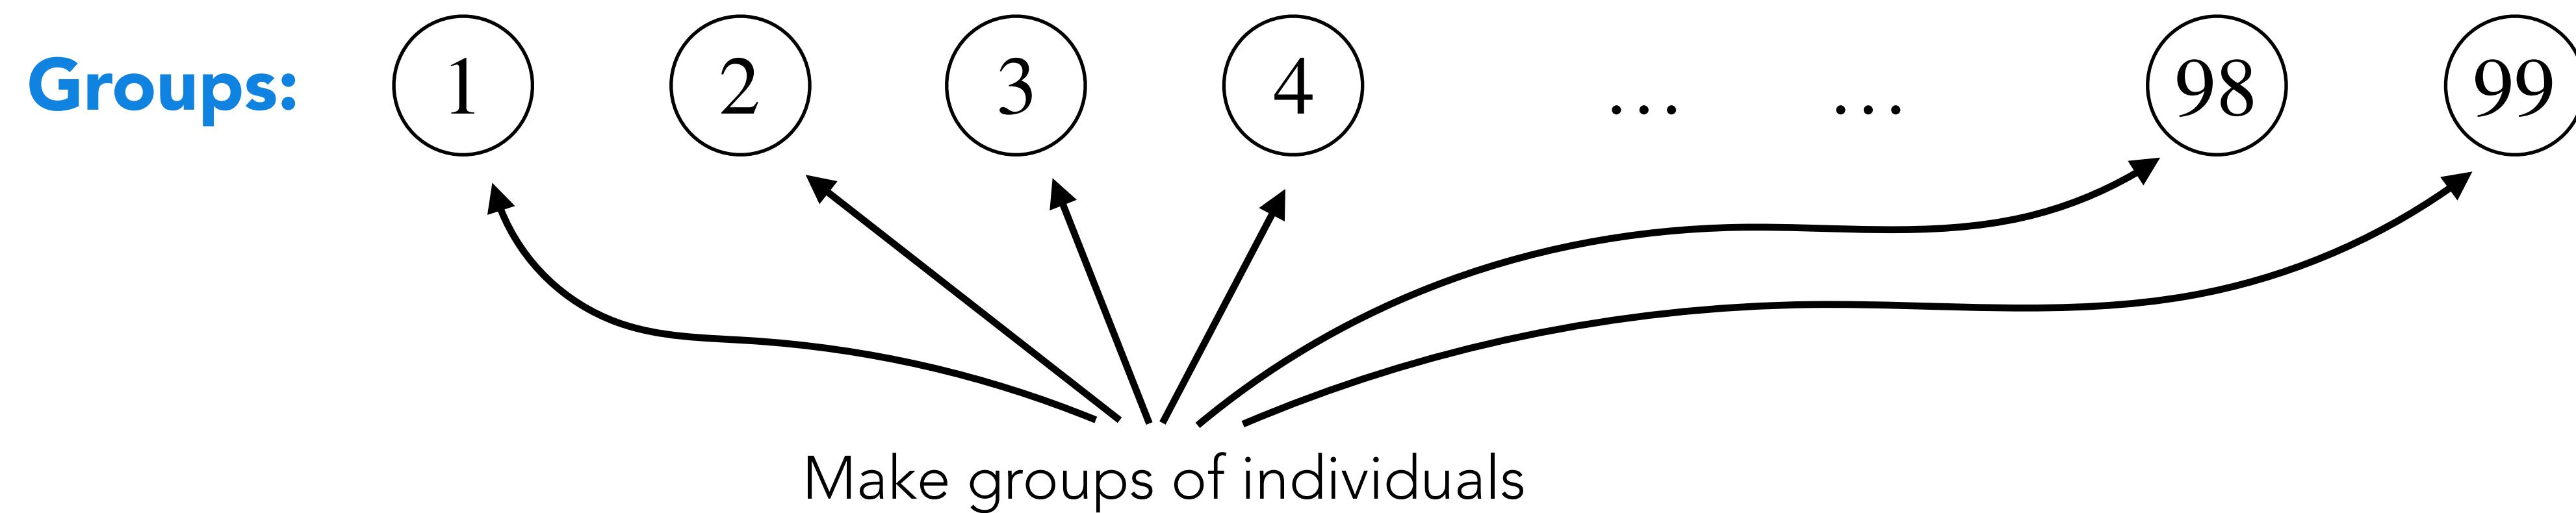 Groups: 1 2 3 4 ... ... 98 99
Make groups of individuals